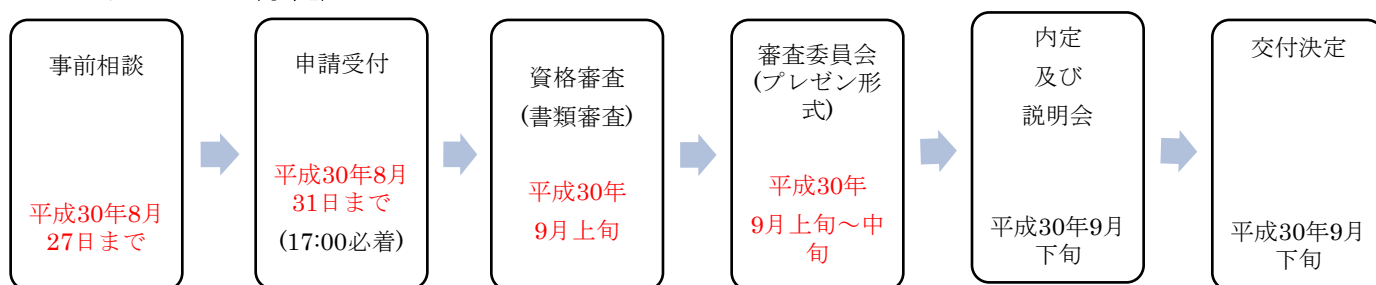 事前相談
平成30年8月
27日まで
申請受付
平成30年8月
31日まで
(17:00必着)
資格審査
(書類審査)
平成30年
9月上旬
審査委員会
(プレゼン形
式)
平成30年
9月上旬～中
旬
内定
及び
説明会
平成30年9月
下旬
交付決定
平成30年9月
下旬